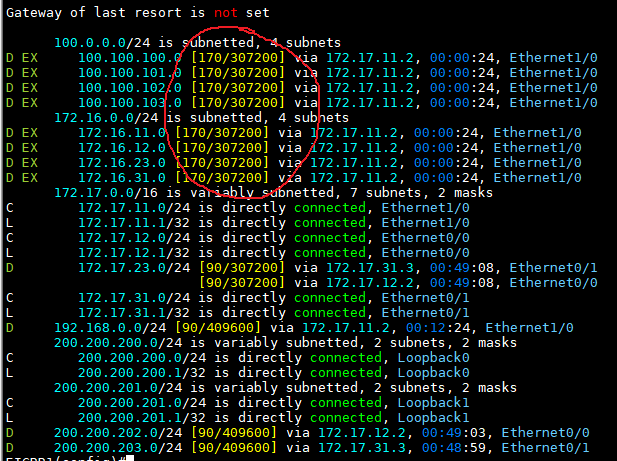 Gateway of last resort is not set
100.0.0.0/24 is subnetted, 4 subnets
D EX 100.100.100.0 [170/307200] via 172.17.11.2, 00:00:24, Ethernet1/0
D EX 100.100.101.0 [170/307200] via 172.17.11.2, 00:00:24, Ethernet1/0
D EX 100.100.102.0 [170/307200] via 172.17.11.2, 00:00:24, Ethernet1/0
D EX 100.100.103.0 [170/307200] via 172.17.11.2, 00:00:24, Ethernet1/0
172.16.0.0/24 is subnetted, 4 subnets
D EX 172.16.11.0 [170/307200] via 172.17.11.2, 00:00:24, Ethernet1/0
D EX 172.16.12.0 [170/307200] via 172.17.11.2, 00:00:24, Ethernet1/0
D EX 172.16.23.0 [170/307200] via 172.17.11.2, 00:00:24, Ethernet1/0
D EX 172.16.31.0 [170/307200] via 172.17.11.2, 00:00:24, Ethernet1/0
172.17.0.0/16 is variably subnetted, 7 subnets, 2 masks
C 172.17.11.0/24 is directly connected, Ethernet1/0
L 172.17.11.1/32 is directly connected, Ethernet1/0
C 172.17.12.0/24 is directly connected, Ethernet0/0
L 172.17.12.1/32 is directly connected, Ethernet0/0
D 172.17.23.0/24 [90/307200] via 172.17.31.3, 00:49:08, Ethernet0/1
[90/307200] via 172.17.12.2, 00:49:08, Ethernet0/0
C 172.17.31.0/24 is directly connected, Ethernet0/1
L 172.17.31.1/32 is directly connected, Ethernet0/1
D 192.168.0.0/24 [90/409600] via 172.17.11.2, 00:12:24, Ethernet1/0
200.200.200.0/24 is variably subnetted, 2 subnets, 2 masks
C 200.200.200.0/24 is directly connected, Loopback0
L 200.200.200.1/32 is directly connected, Loopback0
200.200.201.0/24 is variably subnetted, 2 subnets, 2 masks
C 200.200.201.0/24 is directly connected, Loopback1
L 200.200.201.1/32 is directly connected, Loopback1
D 200.200.202.0/24 [90/409600] via 172.17.12.2, 00:49:03, Ethernet0/0
D 200.200.203.0/24 [90/409600] via 172.17.31.3, 00:48:59, Ethernet0/1